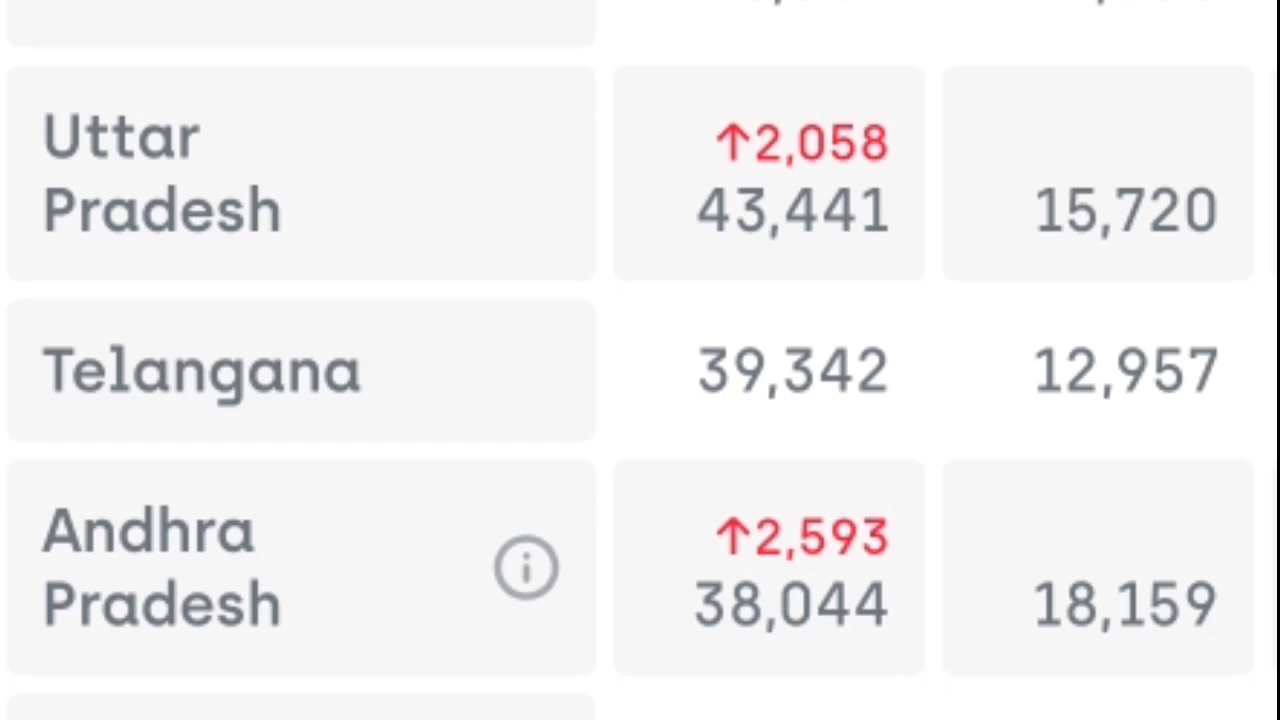 Uttar
Pradesh
↑2,058
43,441
15,720
Telangana
39,342
12,957
Andhra
Pradesh
↑2,593
38,044
18,159